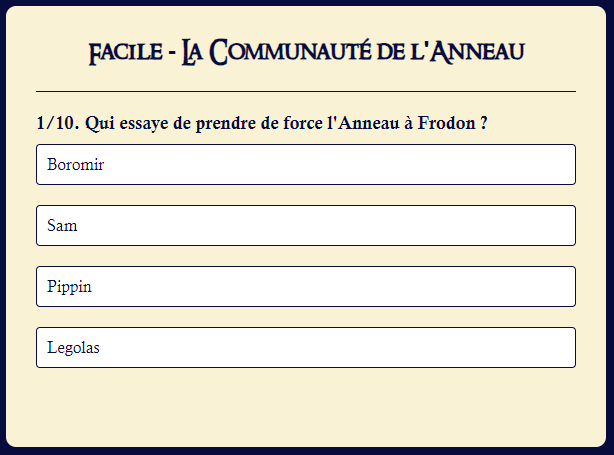 Facile - La Communauté de l'Anneau
1/10. Qui essaye de prendre de force l'Anneau à Frodon ?
Boromir
Sam
Pippin
Legolas